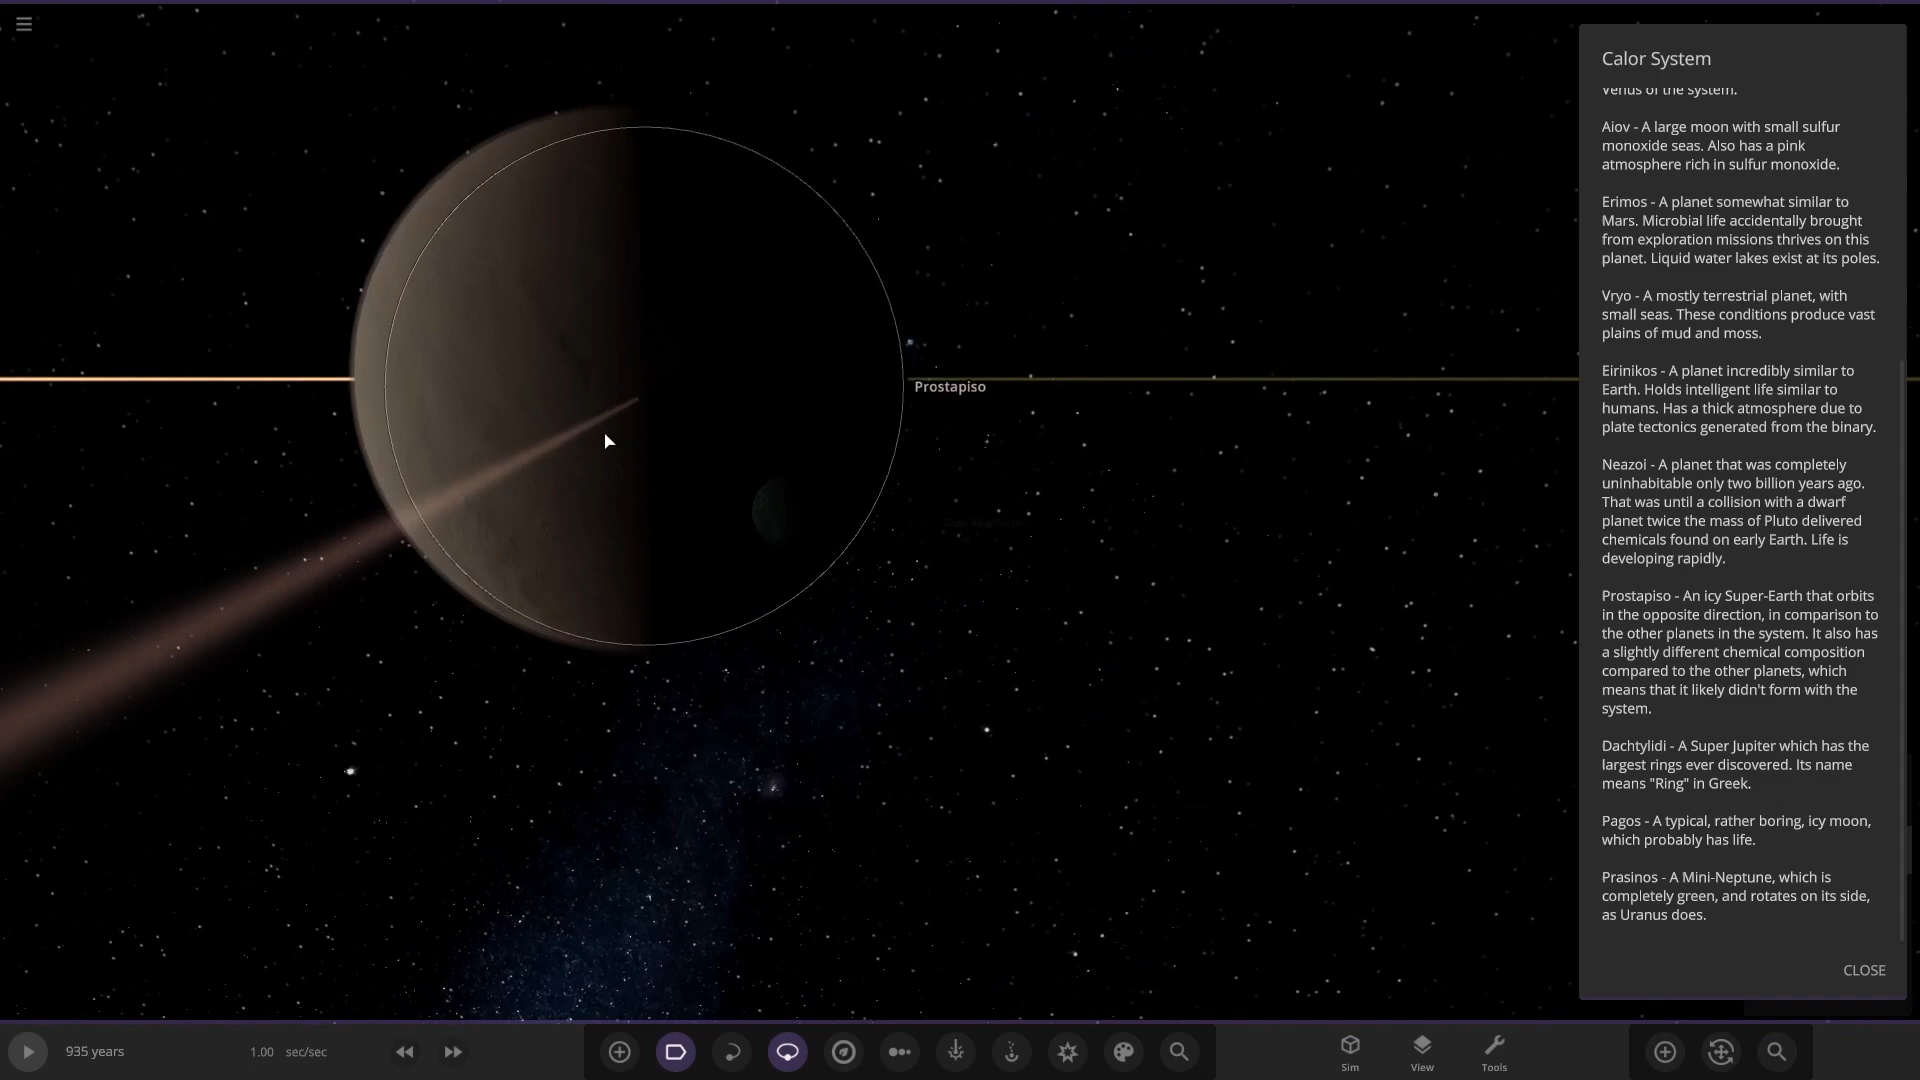 Calor System
Venus of the system.
Aiov - A large moon with small sulfur
monoxide seas. Also has a pink
atmosphere rich in sulfur monoxide.
Erimos - A planet somewhat similar to
Mars. Microbial life accidentally brought
from exploration missions thrives on this
planet. Liquid water lakes exist at its poles.
Vryo - A mostly terrestrial planet, with
small seas. These conditions produce vast
plains of mud and moss.
Eirinikos - A planet incredibly similar to
Earth. Holds intelligent life similar to
humans. Has a thick atmosphere due to
plate tectonics generated from the binary.
Neazoi - A planet that was completely
uninhabitable only two billion years ago.
That was until a collision with a dwarf
planet twice the mass of Pluto delivered
chemicals found on early Earth. Life is
developing rapidly.
Prostapiso - An icy Super-Earth that orbits
in the opposite direction, in comparison to
the other planets in the system. It also has
a slightly different chemical composition
compared to the other planets, which
means that it likely didn't form with the
system.
Dachtylidi - A Super Jupiter which has the
largest rings ever discovered. Its name
means "Ring" in Greek.
Pagos - A typical, rather boring, icy moon,
which probably has life.
Prasinos - A Mini-Neptune, which is
completely green, and rotates on its side,
as Uranus does.
CLOSE
Prostapiso
935 years
1.00 sec/sec
Sim
View
Tools